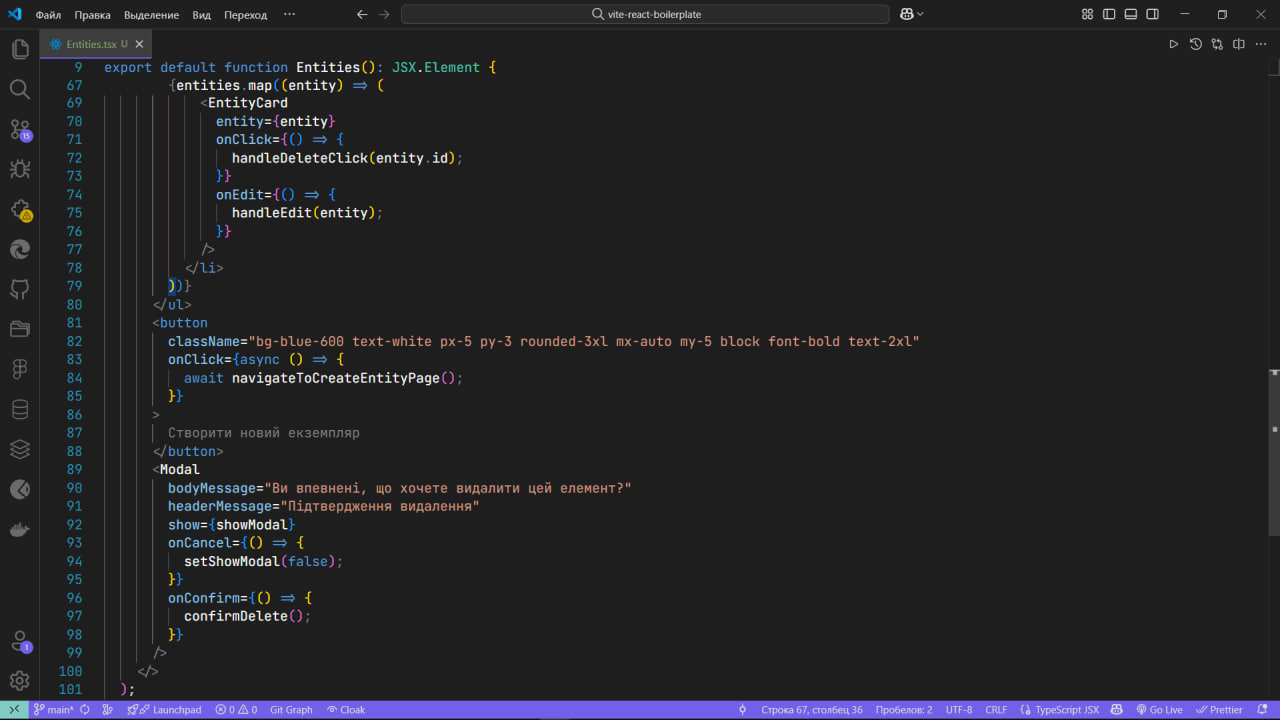 Файл Правка Выделение Вид Переход ··· vite-react-boilerplate
Entities.tsx U
9 export default function Entities(): JSX.Element {
67 {entities.map((entity) => (
69 <EntityCard
70 entity={entity}
71 onClick={() => {
72 handleDeleteClick(entity.id);
73 }}
74 onEdit={() => {
75 handleEdit(entity);
76 }}
77 />
78 </li>
79 ))}
80 </ul>
81 <button
82 className="bg-blue-600 text-white px-5 py-3 rounded-3xl mx-auto my-5 block font-bold text-2xl"
83 onClick={async () => {
84 await navigateToCreateEntityPage();
85 }}
86 >
87 Створити новий екземпляр
88 </button>
89 <Modal
90 bodyMessage="Ви впевнені, що хочете видалити цей елемент?"
91 headerMessage="Підтвердження видалення"
92 show={showModal}
93 onCancel={() => {
94 setShowModal(false);
95 }}
96 onConfirm={() => {
97 confirmDelete();
98 }}
99 />
100 </>
101 );
15
1
main* Launchpad 0 0 Git Graph Cloak Строка 67, столбец 36 Пробелов: 2 UTF-8 CRLF TypeScript JSX Go Live Prettier